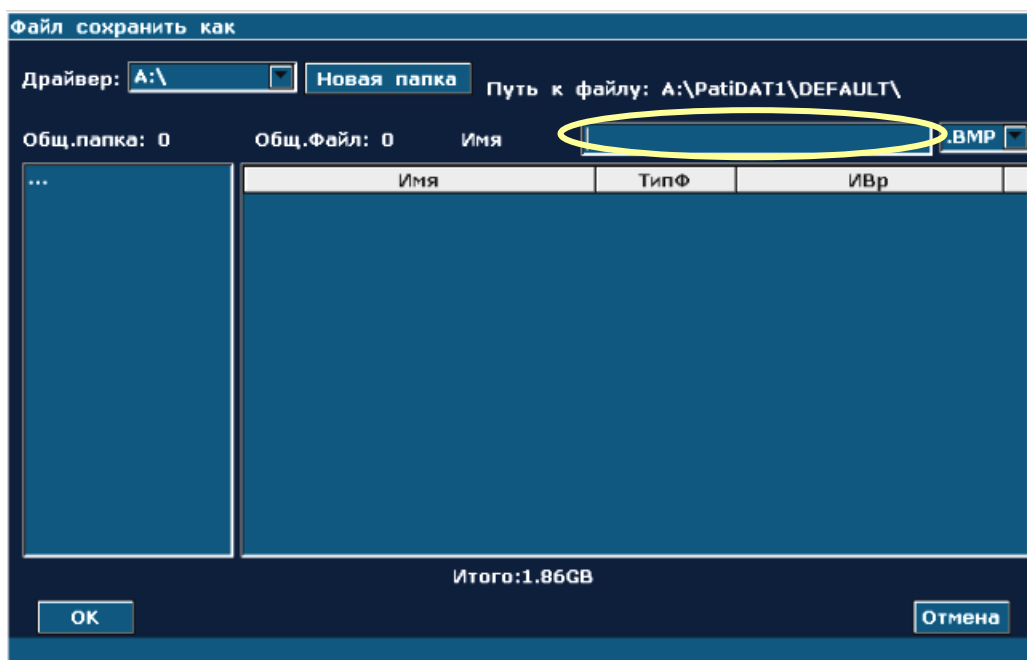 Файл сохранить как
Драйвер: A:\ Новая папка Путь к файлу: A:\PatiDAT1\DEFAULT\
Общ.папка: 0 Общ.Файл: 0 Имя .BMP
... Имя ТипФ ИВр
Итого:1.86GB
OK Отмена